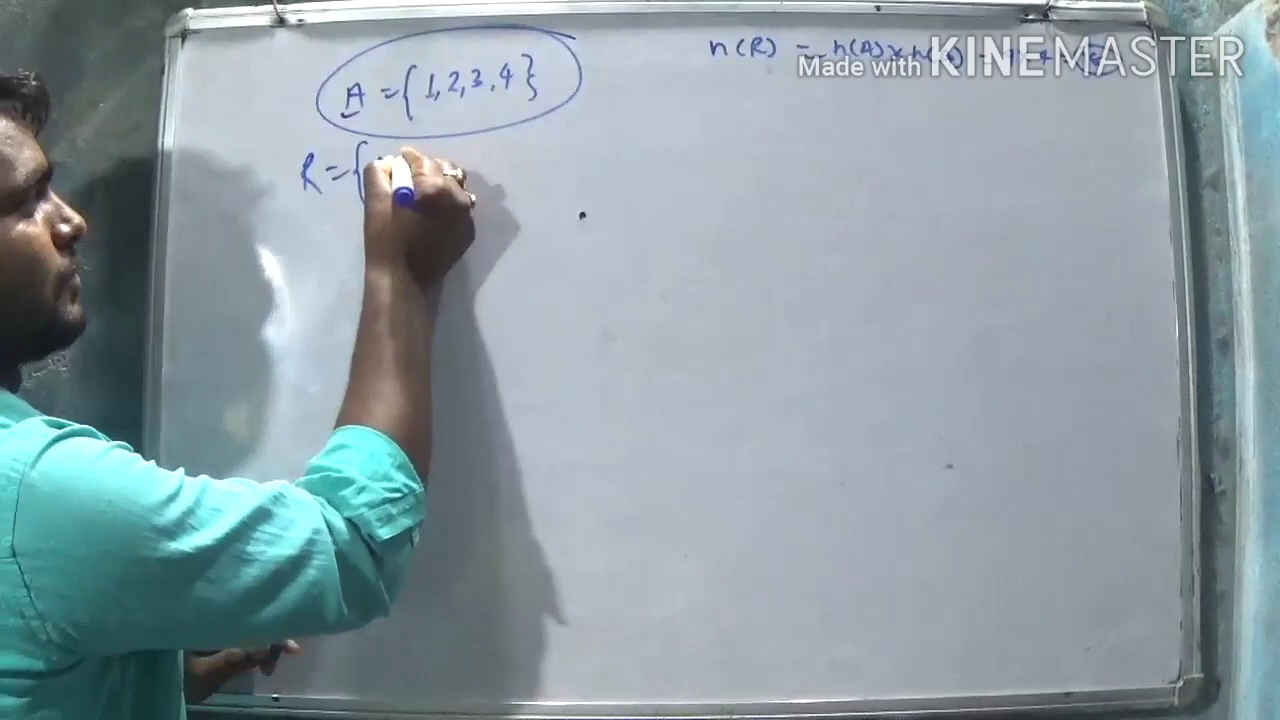 A = {1,2,3,4}
n(R) = n(A) x n(
Made with KINEMASTER
R = {